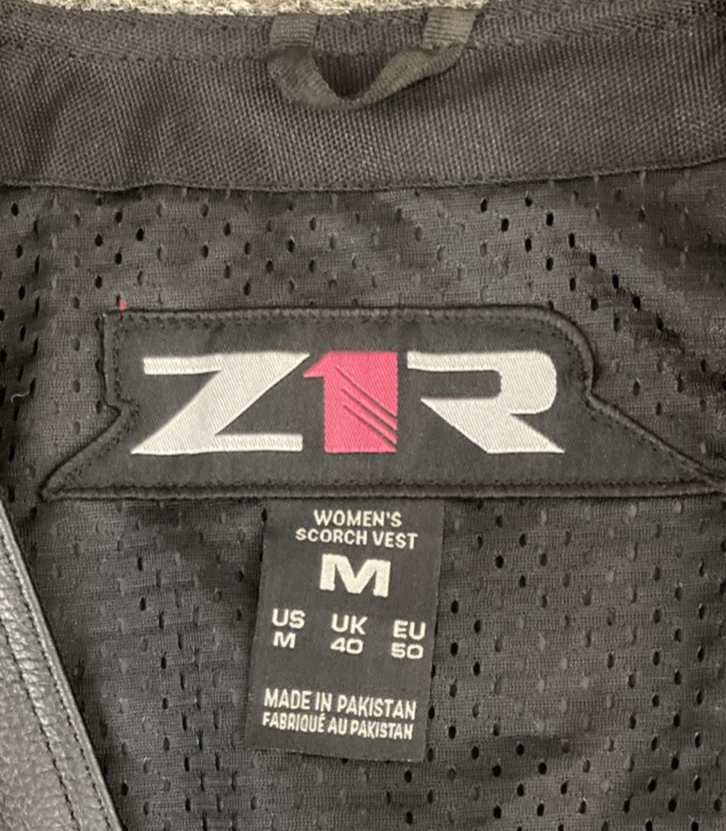 Z1R
WOMEN'S
SCORCH VEST
M
US UK EU
M 40 50
MADE IN PAKISTAN
FABRIQUÉ AU PAKISTAN